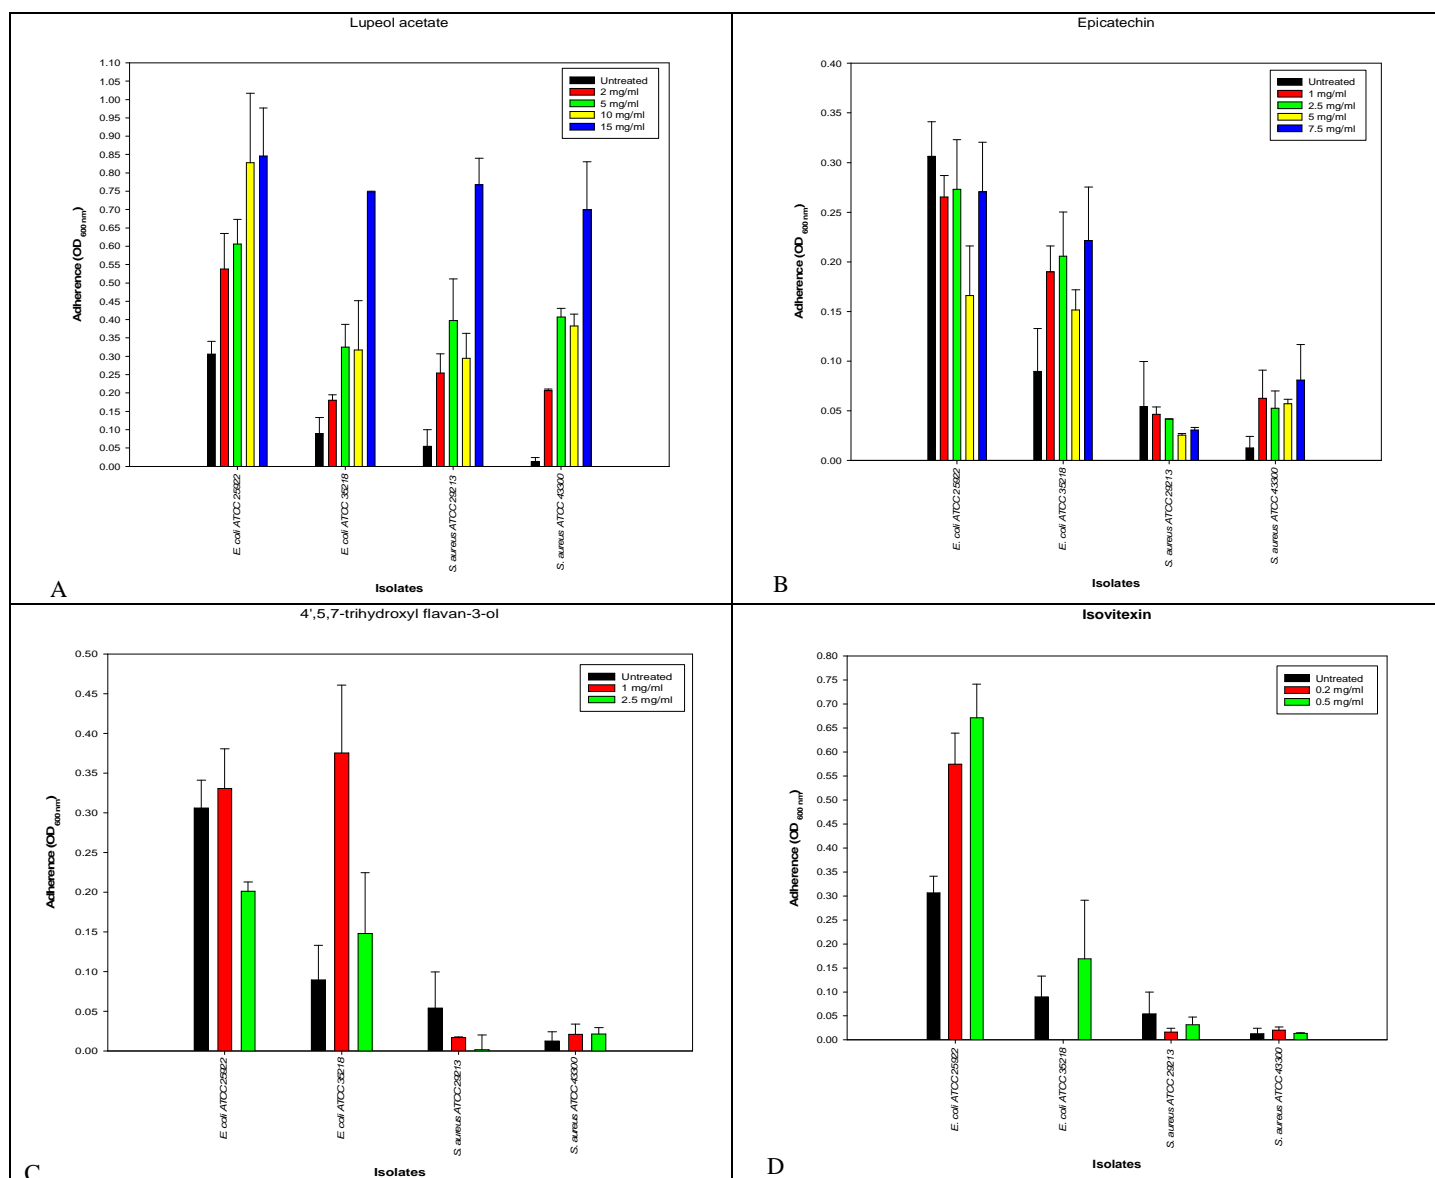 Lupeol acetate
1.10
1.05
1.00
0.95
0.90
0.85
0.80
0.75
0.70
0.65
0.60
0.55
0.50
0.45
0.40
0.35
0.30
0.25
0.20
0.15
0.10
0.05
0.00
Adherence (OD 600 nm)
Untreated
2 mg/ml
5 mg/ml
10 mg/ml
15 mg/ml
E. coli ATCC 25922
E. coli ATCC 35218
S. aureus ATCC 29213
S. aureus ATCC 43300
Isolates
A
Epicatechin
0.40
0.30
0.25
0.20
0.15
0.10
0.05
0.00
Adherence (OD 600 nm)
Untreated
1 mg/ml
2.5 mg/ml
5 mg/ml
7.5 mg/ml
E. coli ATCC 25922
E. coli ATCC 35218
S. aureus ATCC 29213
S. aureus ATCC 43300
Isolates
B
4',5,7-trihydroxyl flavan-3-ol
0.50
0.45
0.40
0.35
0.30
0.25
0.20
0.15
0.10
0.05
0.00
Adherence (OD 600 nm)
Untreated
1 mg/ml
2.5 mg/ml
E. coli ATCC 25922
E. coli ATCC 35218
S. aureus ATCC 29213
S. aureus ATCC 43300
Isolates
C
Isovitexin
0.80
0.75
0.70
0.65
0.60
0.55
0.50
0.45
0.40
0.35
0.30
0.25
0.20
0.15
0.10
0.05
0.00
Adherence (OD 600 nm)
Untreated
0.2 mg/ml
0.5 mg/ml
E. coli ATCC 25922
E. coli ATCC 35218
S. aureus ATCC 29213
S. aureus ATCC 43300
Isolates
D